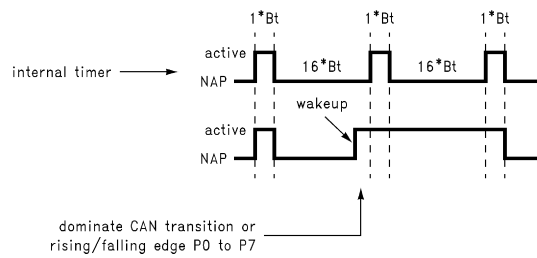 1*Bt 1*Bt 1*Bt
active
internal timer
16*Bt 16*Bt
NAP
wakeup
active
NAP
dominate CAN transition or
rising/falling edge P0 to P7